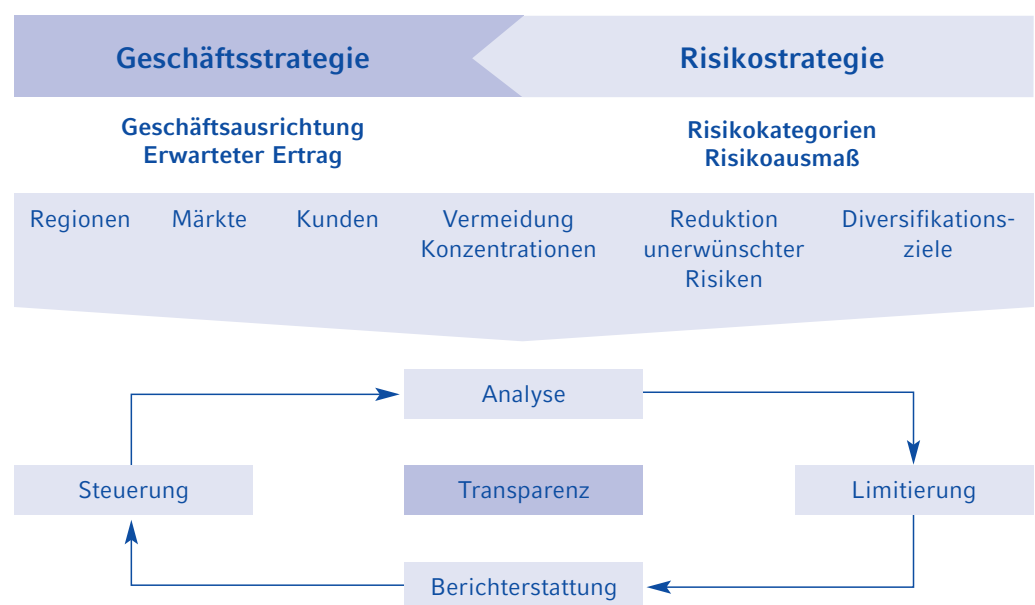 Geschäftsstrategie
Risikostrategie
Geschäftsausrichtung
Erwarteter Ertrag
Risikokategorien
Risikoausmaß
Regionen
Märkte
Kunden
Vermeidung
Konzentrationen
Reduktion
unerwünschter
Risiken
Diversifikations-
ziele
Analyse
Steuerung
Transparenz
Limitierung
Berichterstattung